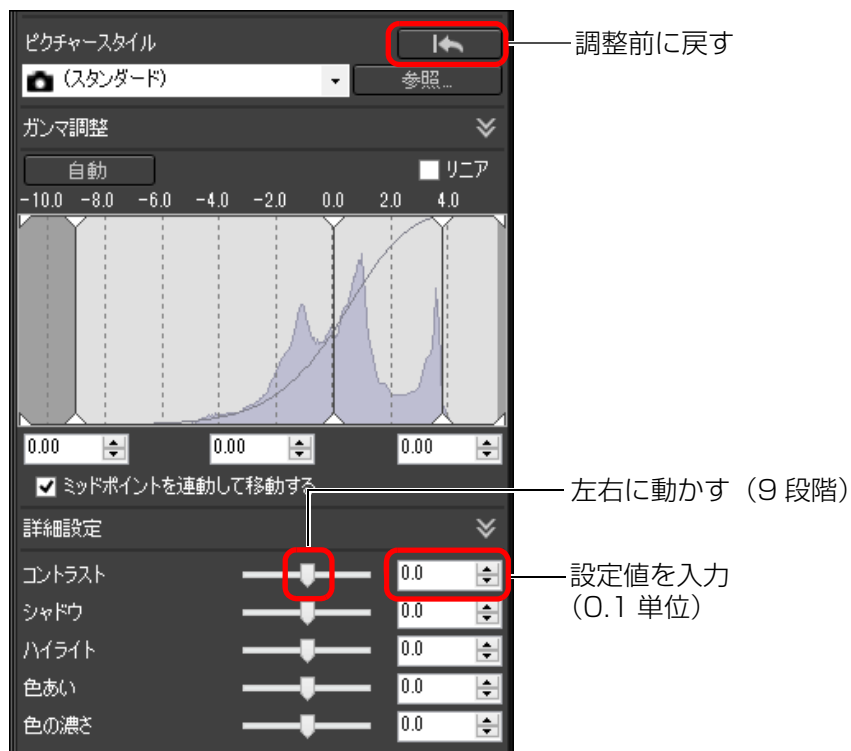 ピクチャースタイル
調整前に戻す
(スタンダード)
参照...
ガンマ調整
自動
リニア
-10.0 -8.0 -6.0 -4.0 -2.0 0.0 2.0 4.0
0.00 0.00 0.00
ミッドポイントを連動して移動する
左右に動かす（9 段階）
詳細設定
コントラスト 0.0
設定値を入力
（0.1 単位）
シャドウ 0.0
ハイライト 0.0
色あい 0.0
色の濃さ 0.0